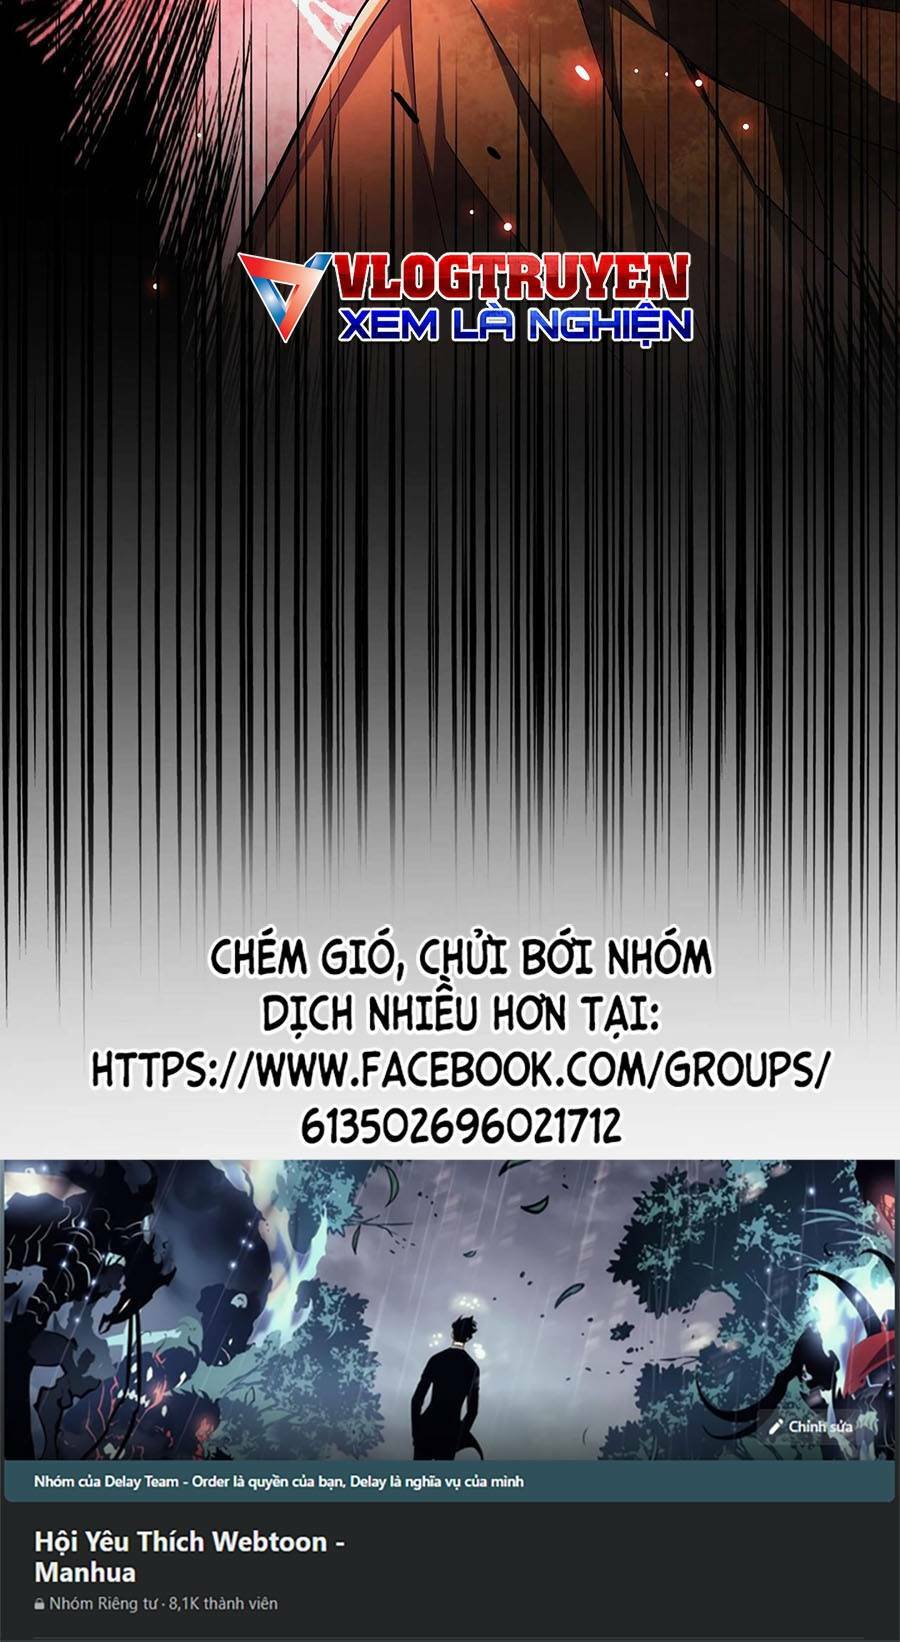 VLOGTRUYEN
XEM LÀ NGHIỆN
CHÉM GIÓ, CHỬI BỚI NHÓM
DỊCH NHIỀU HƠN TẠI:
HTTPS://WWW.FACEBOOK.COM/GROUPS/
613502696021712
Chỉnh sửa
Nhóm của Delay Team - Order là quyền của bạn, Delay là nghĩa vụ của mình
Hội Yêu Thích Webtoon -
Manhua
Nhóm Riêng tư · 8,1K thành viên